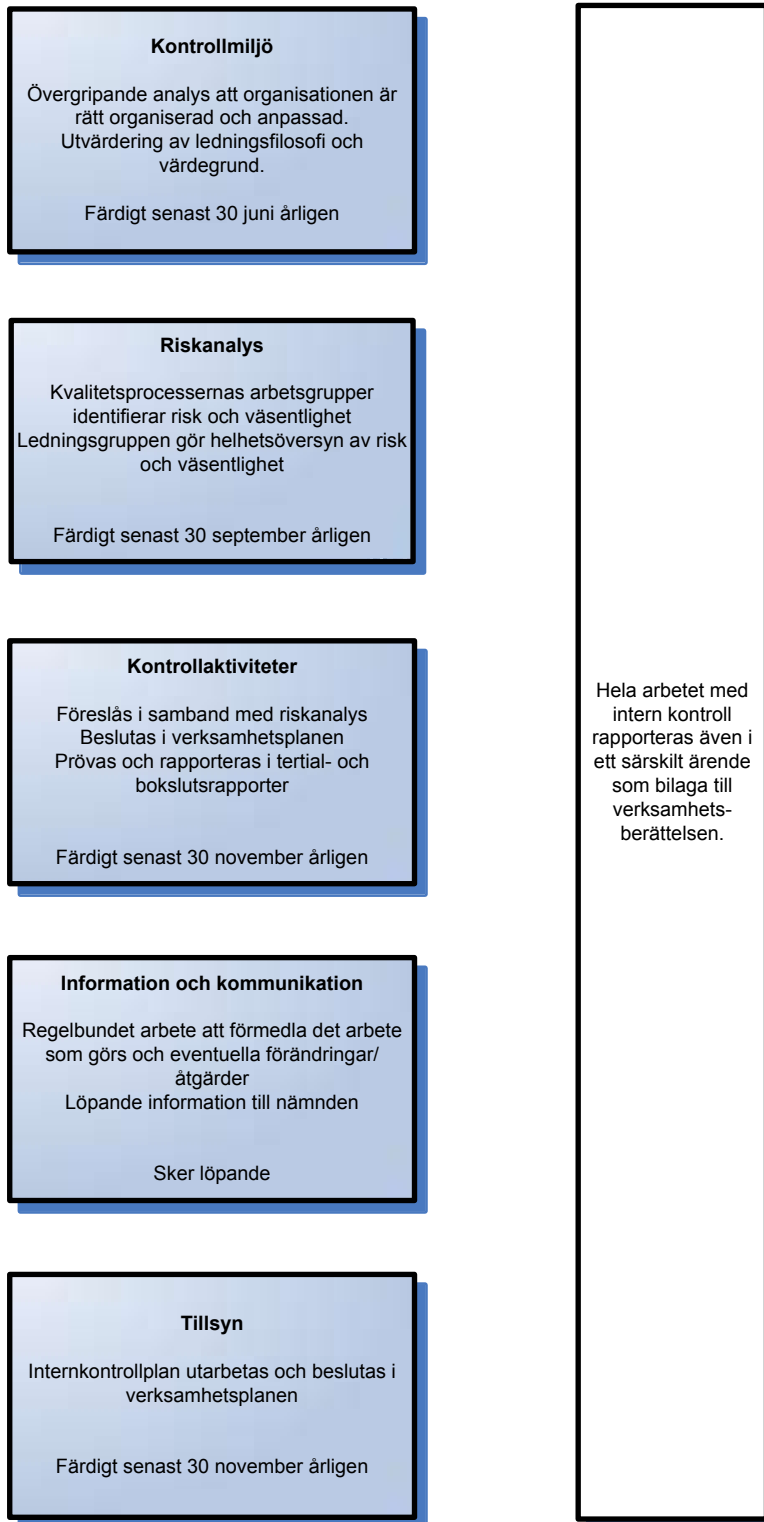 Kontrollmiljö
Övergripande analys att organisationen är
rätt organiserad och anpassad.
Utvärdering av ledningsfilosofi och
värdegrund.
Färdigt senast 30 juni årligen
Riskanalys
Kvalitetsprocessernas arbetsgrupper
identifierar risk och väsentlighet
Ledningsgruppen gör helhetsöversyn av risk
och väsentlighet
Färdigt senast 30 september årligen
Kontrollaktiviteter
Föreslås i samband med riskanalys
Beslutas i verksamhetsplanen
Prövas och rapporteras i tertial- och
bokslutsrapporter
Färdigt senast 30 november årligen
Information och kommunikation
Regelbundet arbete att förmedla det arbete
som görs och eventuella förändringar/
åtgärder
Löpande information till nämnden
Sker löpande
Tillsyn
Internkontrollplan utarbetas och beslutas i
verksamhetsplanen
Färdigt senast 30 november årligen
Hela arbetet med
intern kontroll
rapporteras även i
ett särskilt ärende
som bilaga till
verksamhets-
berättelsen.